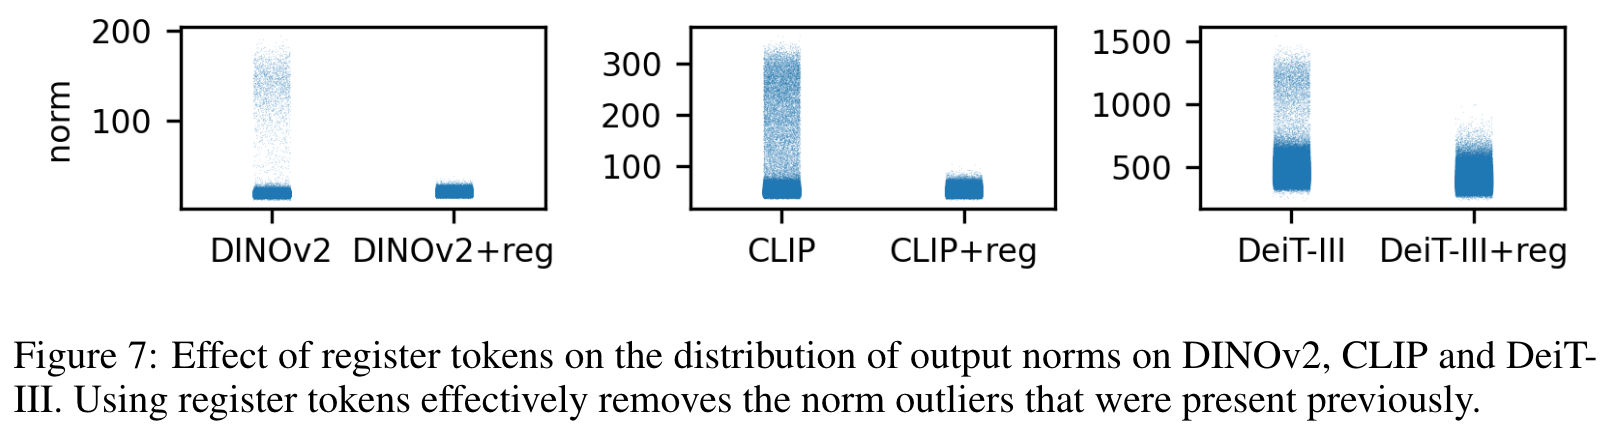 200
100
norm
DINOv2 DINOv2+reg
300
200
100
CLIP CLIP+reg
1500
1000
500
DeiT-III DeiT-III+reg
Figure 7: Effect of register tokens on the distribution of output norms on DINOv2, CLIP and DeiT-
III. Using register tokens effectively removes the norm outliers that were present previously.